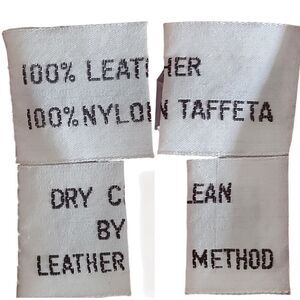 100% LEATHER
100% NYLON TAFFETA
DRY CLEAN
BY
LEATHER METHOD